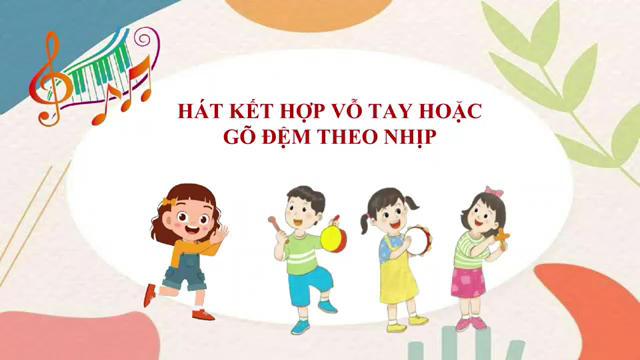 HÁT KẾT HỢP VỖ TAY HOẶC
GÕ ĐỆM THEO NHỊP